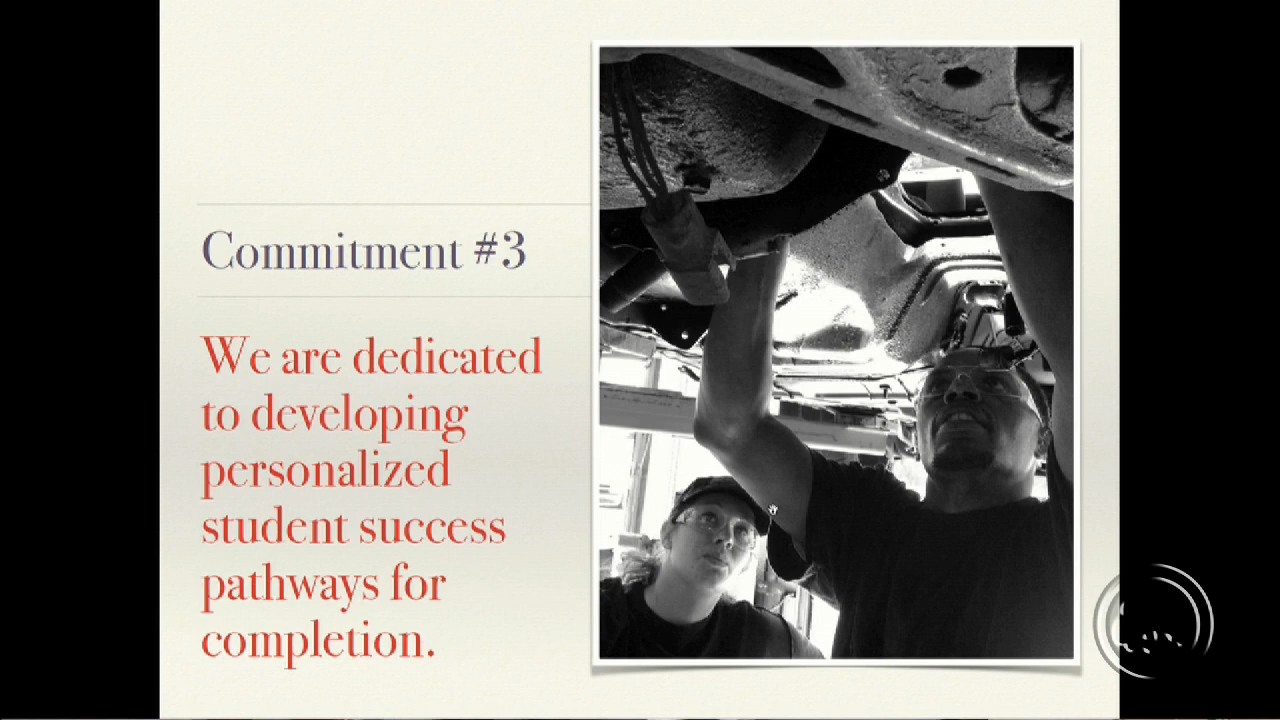 Commitment #3
We are dedicated
to developing
personalized
student success
pathways for
completion.